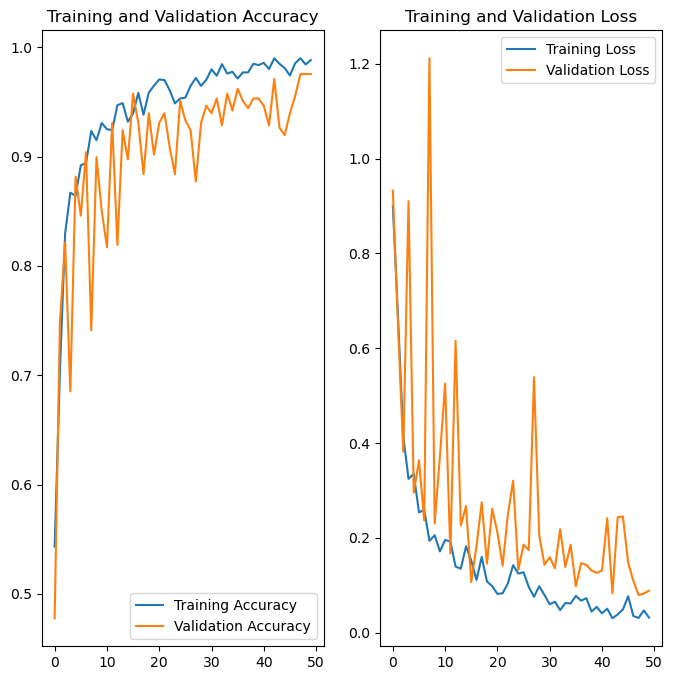 Training and Validation Accuracy
1.0
0.9
0.8
0.7
0.6
0.5
0 10 20 30 40 50
Training Accuracy
Validation Accuracy
Training and Validation Loss
1.2
1.0
0.8
0.6
0.4
0.2
0.0
0 10 20 30 40 50
Training Loss
Validation Loss